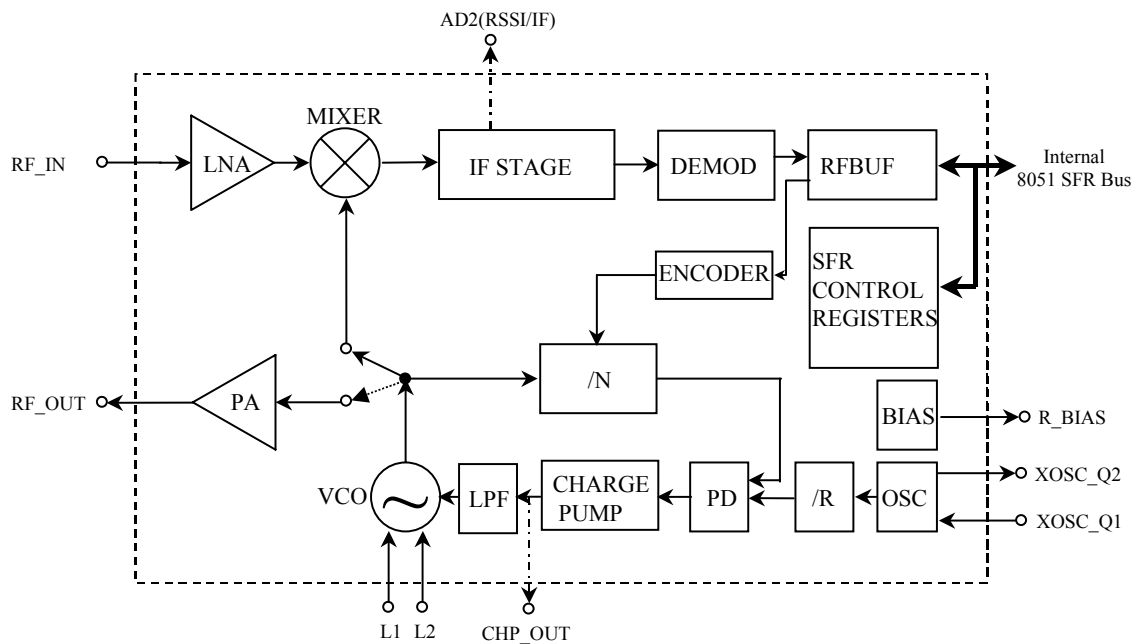 AD2(RSSI/IF)
MIXER
RF_IN
LNA
IF STAGE
DEMOD
RFBUF
Internal
8051 SFR Bus
ENCODER
SFR
CONTROL
REGISTERS
/N
RF_OUT
PA
BIAS
R_BIAS
VCO
LPF
CHARGE
PUMP
PD
/R
OSC
XOSC_Q2
XOSC_Q1
L1
L2
CHP_OUT